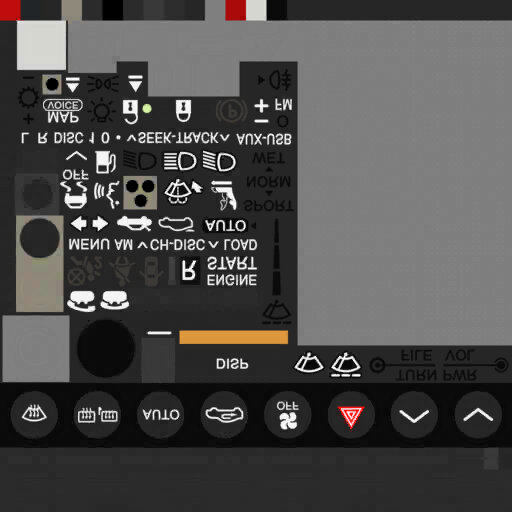 VOICE
MAP
FM
L R DISC 1 0 • SEEK-TRACK AUX-USB
WET
OFF
NORM
SPORT
AUTO
MENU AM CH-DISC LOAD
R START
ENGINE
DISP
FILE VOL
TURN PWR
AUTO
OFF